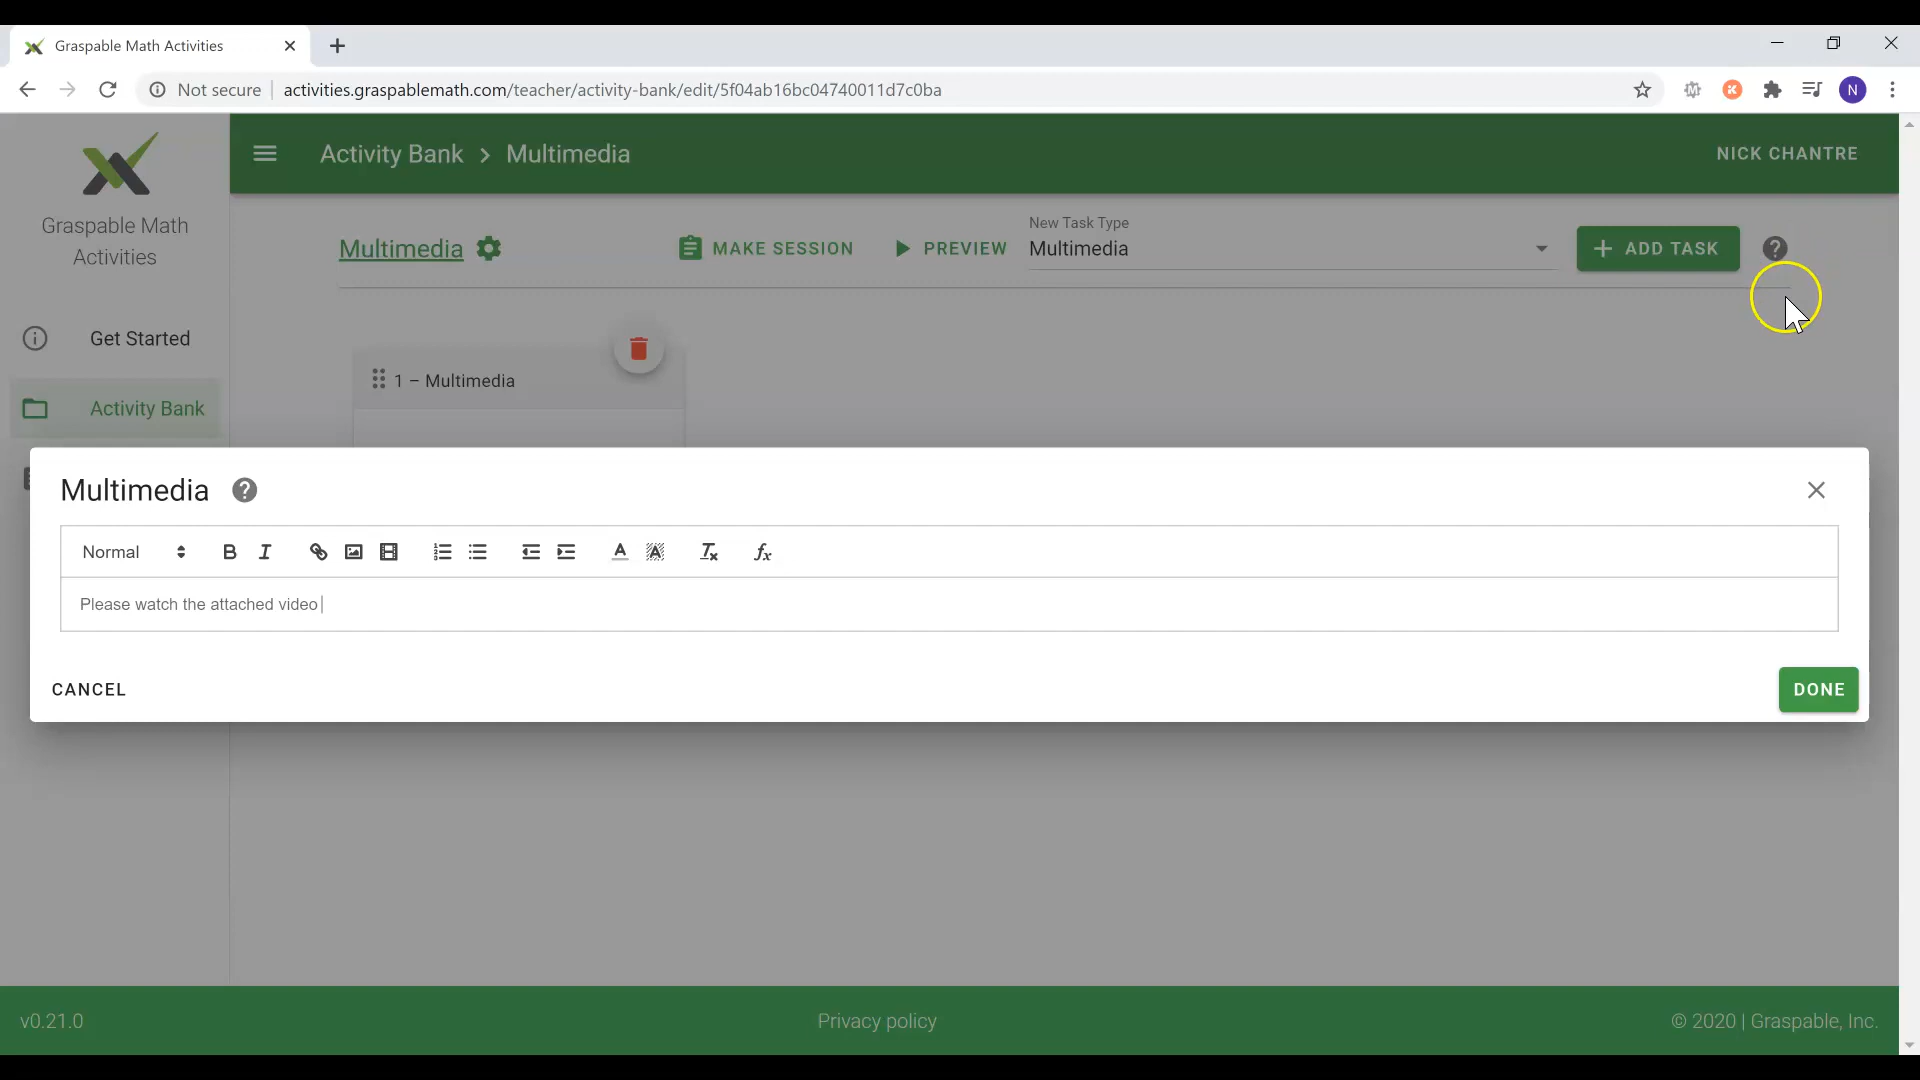 Graspable Math Activities
Not secure
activities.graspablemath.com/teacher/activity-bank/edit/5f04ab16bc04740011d7c0ba
N
Graspable Math
Activities
Activity Bank > Multimedia
NICK CHANTRE
Multimedia
MAKE SESSION
PREVIEW
New Task Type
Multimedia
+ ADD TASK
Get Started
1 – Multimedia
Activity Bank
Multimedia
Normal
Please watch the attached video
CANCEL
DONE
v0.21.0
Privacy policy
© 2020 | Graspable, Inc.